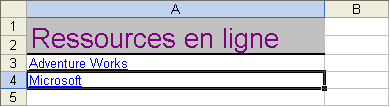 A B
1
2 Ressources en ligne
3 Adventure Works
4 Microsoft
5